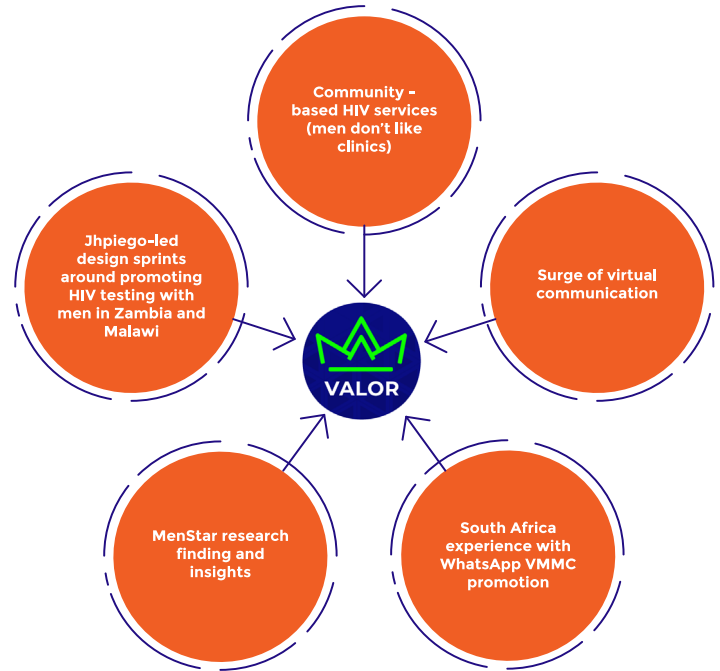 Community -
based HIV services
(men don't like
clinics)
Jhpiego-led
design sprints
around promoting
HIV testing with
men in Zambia and
Malawi
Surge of virtual
communication
VALOR
MenStar research
finding and
insights
South Africa
experience with
WhatsApp VMMC
promotion